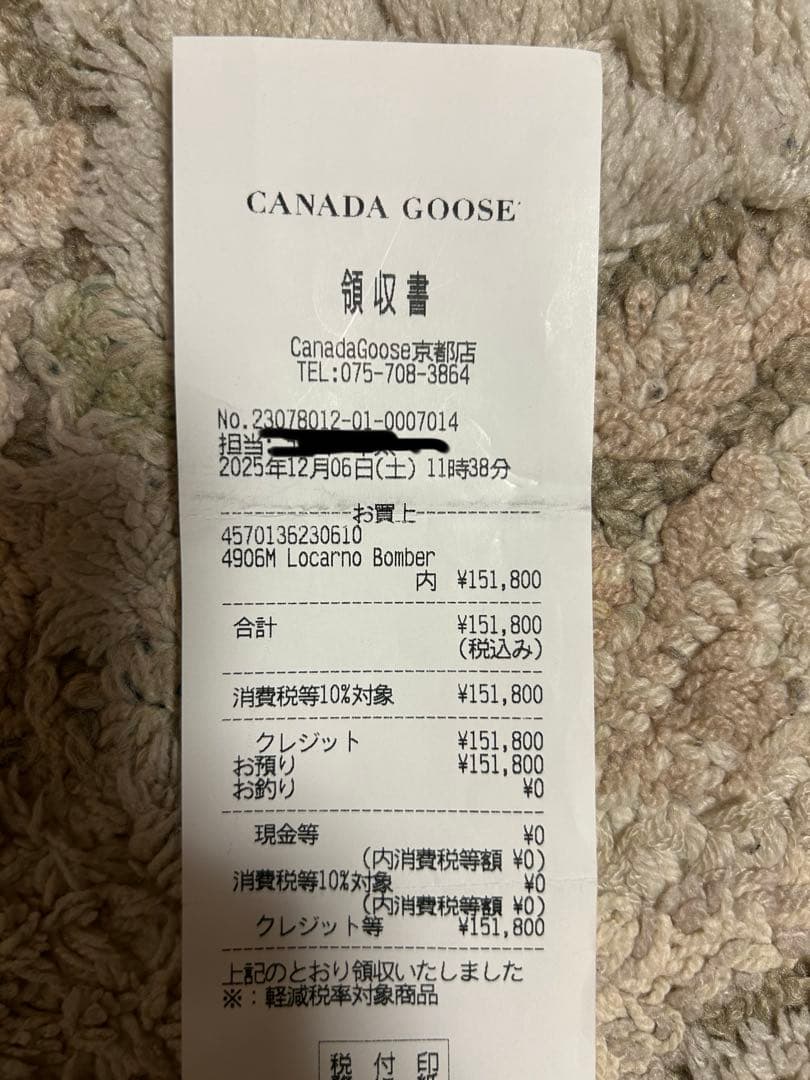 CANADA GOOSE
領収書
CanadaGoose京都店
TEL:075-708-3864
No.23078012-01-0007014
担当:
2025年12月06日(土) 11時38分
お買上
4570136230610
4906M Locarno Bomber
内 ¥151,800
合計 ¥151,800
(税込み)
消費税等10%対象 ¥151,800
クレジット ¥151,800
お預り ¥151,800
お釣り ¥0
現金等 ¥0
(内消費税等額 ¥0)
消費税等10%対象 ¥0
(内消費税等額 ¥0)
クレジット等 ¥151,800
上記のとおり領収いたしました
※:軽減税率対象商品
税 付 印